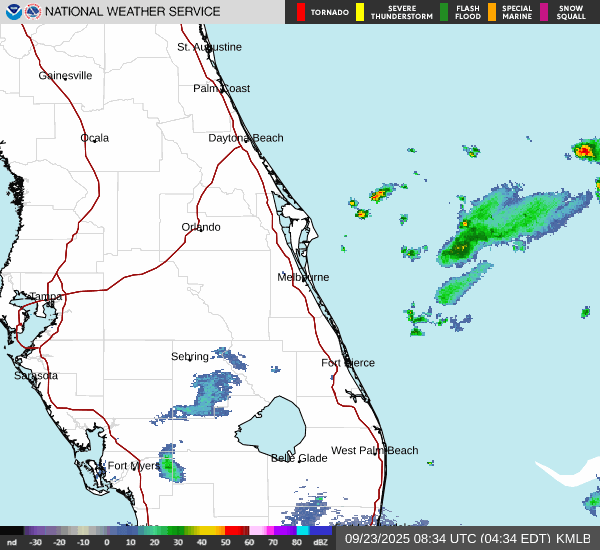 NATIONAL WEATHER SERVICE
TORNADO
SEVERE THUNDERSTORM
FLASH FLOOD
SPECIAL MARINE
SNOW SQUALL
St. Augustine
Gainesville
Palm Coast
Ocala
Daytona Beach
Orlando
Melbourne
Tampa
Sebring
Fort Pierce
Sarasota
West Palm Beach
Belle Glade
Fort Myers
nd -30 -20 -10 0 10 20 30 40 50 60 70 80 dBZ
09/23/2025 08:34 UTC (04:34 EDT) KMLB